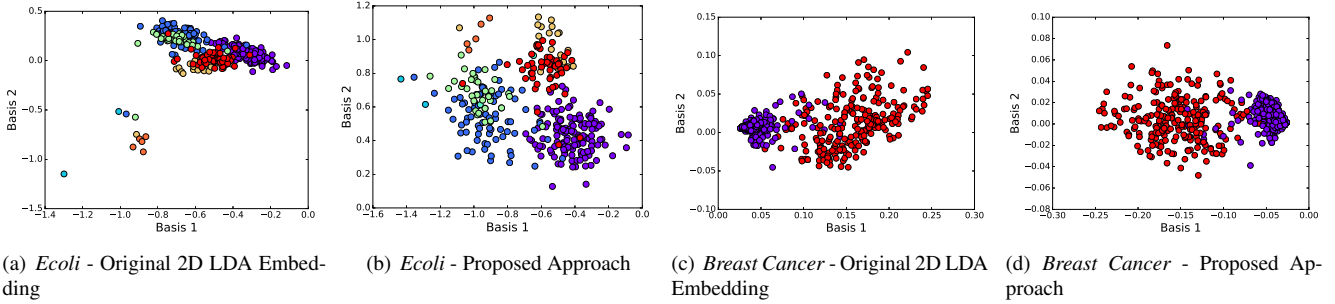 0.5
0.0
−0.5
−1.0
−1.5
Basis 2
−1.4 −1.2 −1.0 −0.8 −0.6 −0.4 −0.2 0.0
Basis 1
1.2
1.0
0.8
0.6
0.4
0.2
0.0
Basis 2
−1.6 −1.4 −1.2 −1.0 −0.8 −0.6 −0.4 −0.2 0.0
Basis 1
0.15
0.10
0.05
0.00
−0.05
−0.10
Basis 2
0.00 0.05 0.10 0.15 0.20 0.25 0.30
Basis 1
0.10
0.08
0.06
0.04
0.02
0.00
−0.02
−0.04
−0.06
0.08
Basis 2
−0.30 −0.25 −0.20 −0.15 −0.10 −0.05 0.00
Basis 1
(a) Ecoli - Original 2D LDA Embed-
ding
(b) Ecoli - Proposed Approach
(c) Breast Cancer - Original 2D LDA
Embedding
(d) Breast Cancer - Proposed Ap-
proach